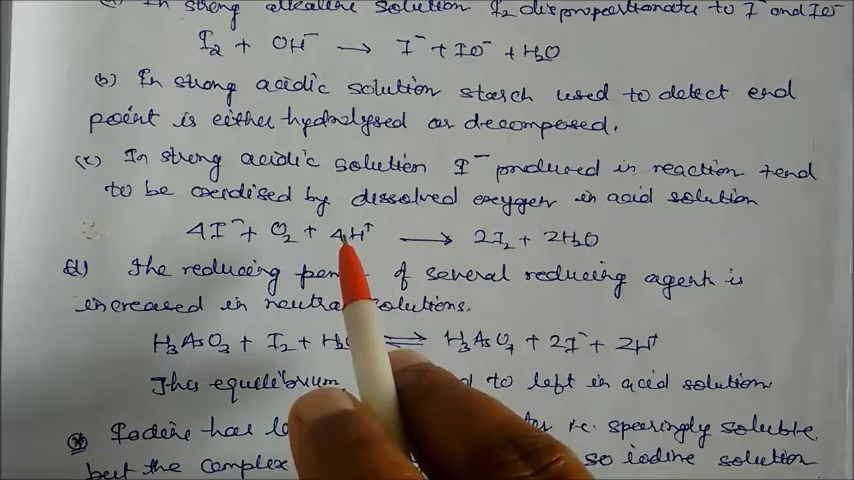 In strong alkaline solution I2 disproportionate to I⁻ and IO⁻
I2 + OH⁻ → I⁻ + IO⁻ + H2O
(b) In strong acidic solution starch used to detect end
point is either hydrolysed or decomposed.
(c) In strong acidic solution I⁻ produced in reaction tend
to be oxidised by dissolved oxygen in acid solution
4I⁻ + O2 + 4H⁺ → 2I2 + 2H2O
(d) The reducing of several reducing agent is
increased in neutral solutions.
H3AsO3 + I2 + ⇌ H3AsO4 + 2I⁻ + 2H⁺
This equilibrium to left in acid solution
Iodine has i.e. sparingly soluble
but the complex so iodine solution